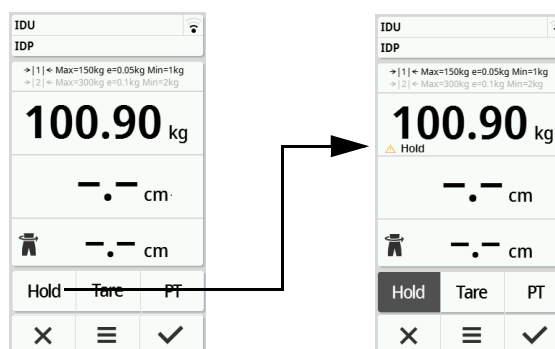 IDU
IDP
→|1|← Max=150kg e=0.05kg Min=1kg
→|2|← Max=300kg e=0.1kg Min=2kg
100.90 kg
-.- cm
-.- cm
Hold Tare PT
IDU
IDP
→|1|← Max=150kg e=0.05kg Min=1kg
→|2|← Max=300kg e=0.1kg Min=2kg
100.90 kg
Hold
-.- cm
-.- cm
Hold Tare PT